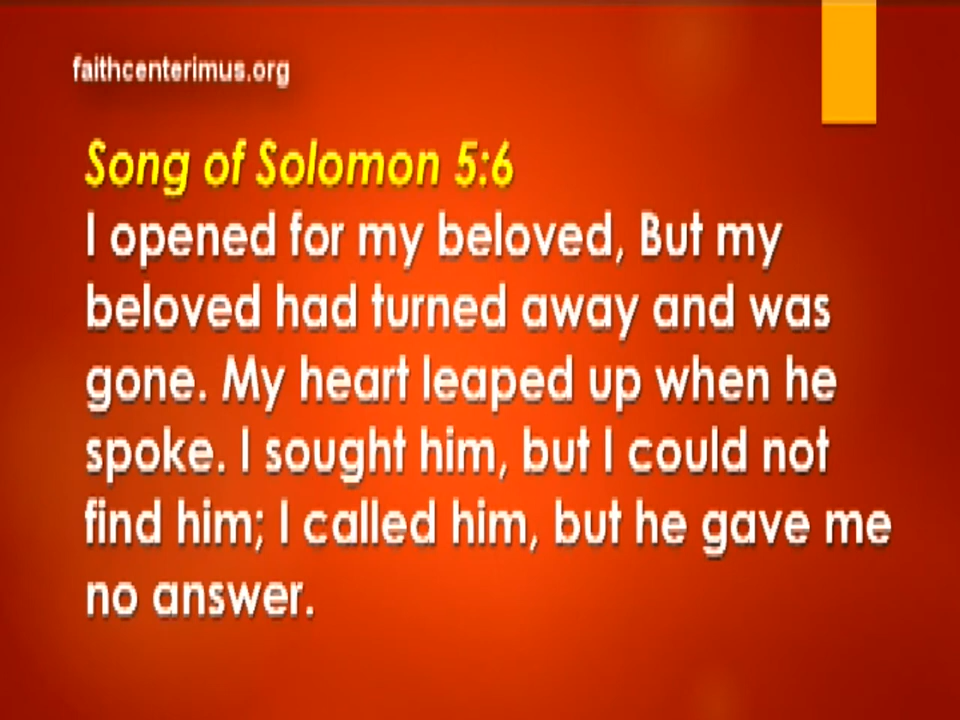 faithcenterimus.org
Song of Solomon 5:6
I opened for my beloved, But my
beloved had turned away and was
gone. My heart leaped up when he
spoke. I sought him, but I could not
find him; I called him, but he gave me
no answer.